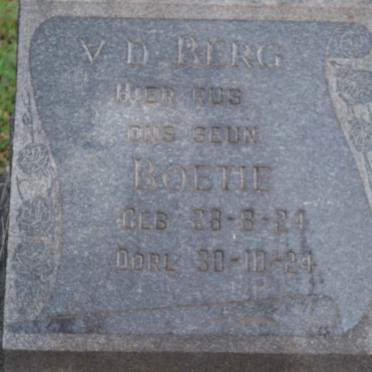 V.D. BERG
HIER RUS
ONS SEUN
BOETIE
GEB 28-8-24
OORL 30-10-24